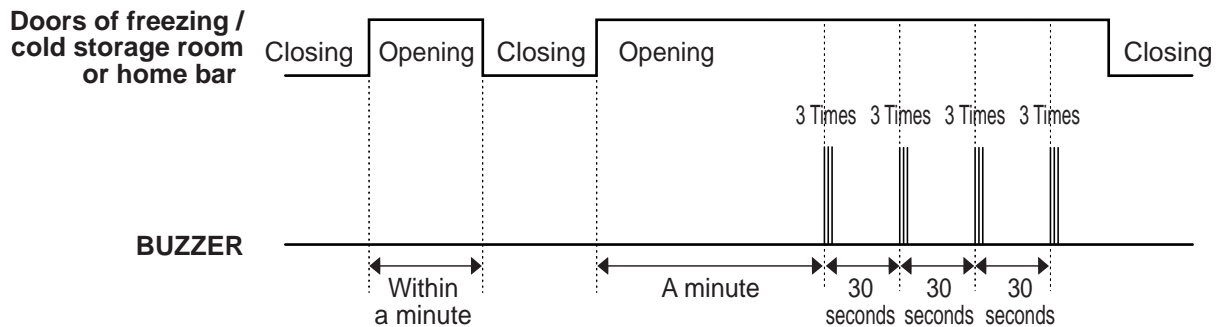 Doors of freezing /
cold storage room
or home bar
Closing Opening Closing Opening Closing
3 Times 3 Times 3 Times 3 Times
BUZZER
Within
a minute
A minute
30
seconds
30
seconds
30
seconds